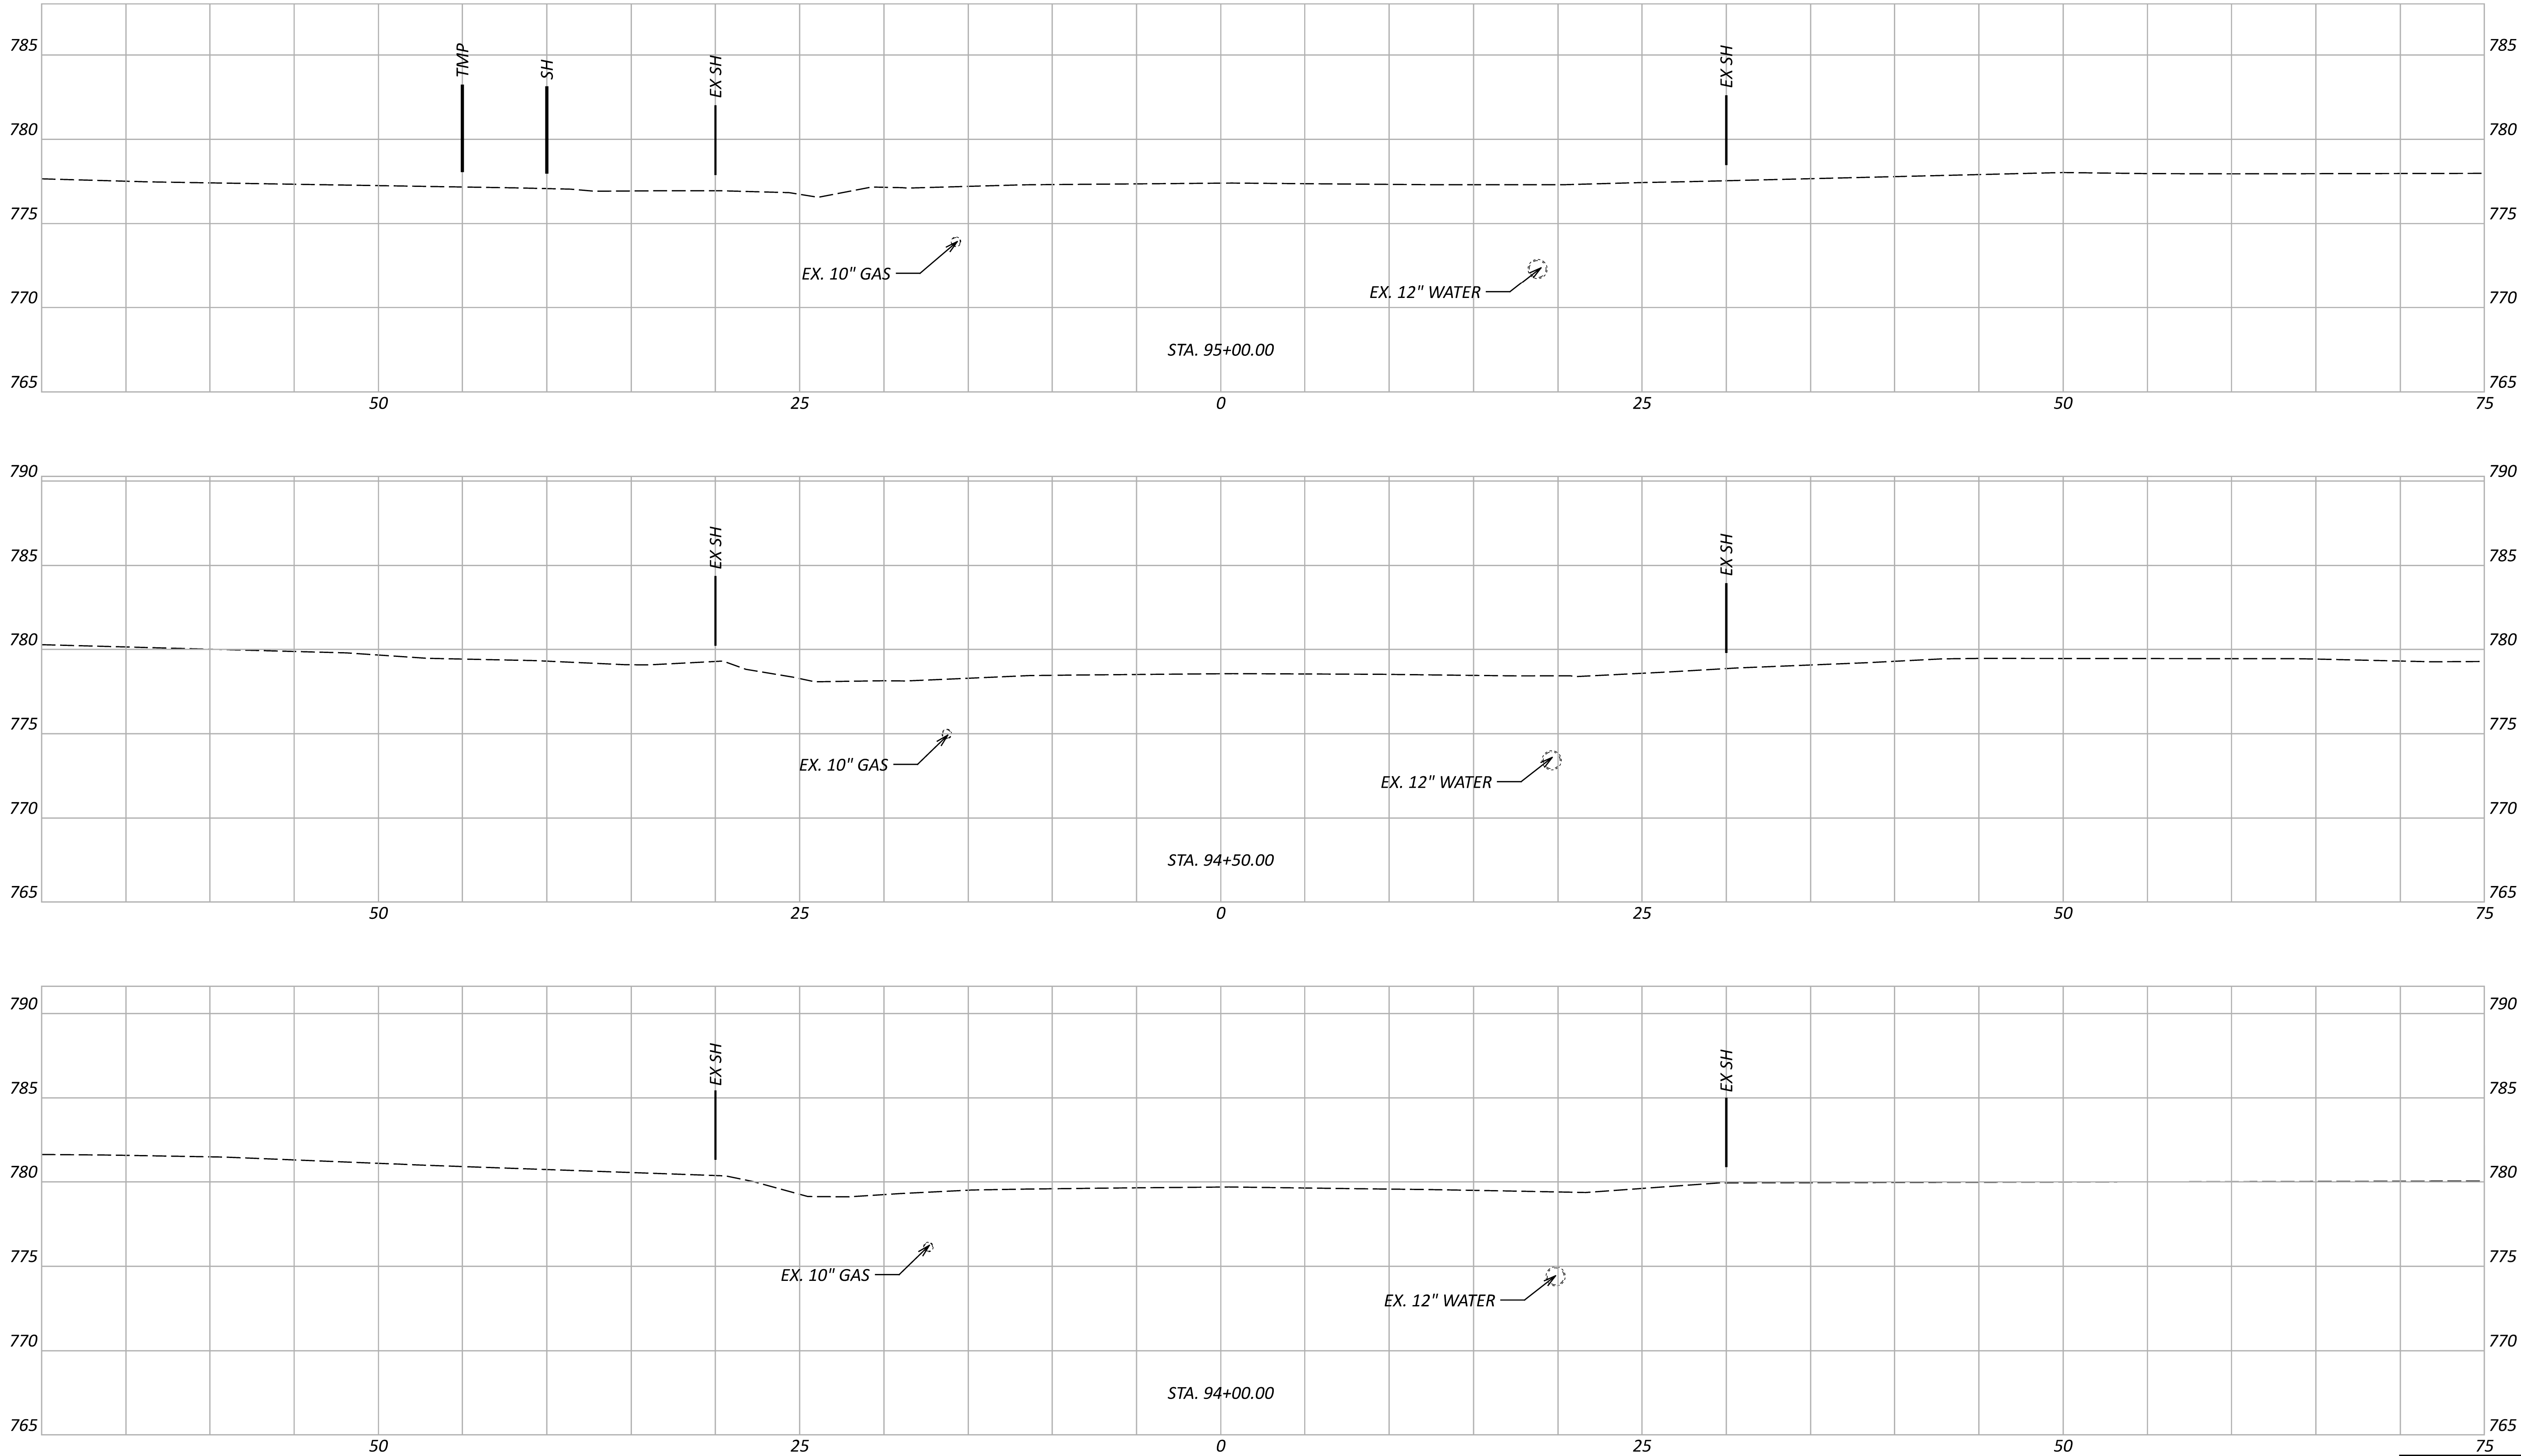 TMP SH EX SH EX SH
785 785
780 780
775 775
EX. 10" GAS
EX. 12" WATER
770 770
STA. 95+00.00
765 765
50 25 0 25 50 75
790 790
EX SH EX SH
785 785
780 780
775 775
EX. 10" GAS
EX. 12" WATER
770 770
STA. 94+50.00
765 765
50 25 0 25 50 75
790 790
EX SH EX SH
785 785
780 780
775 775
EX. 10" GAS
EX. 12" WATER
770 770
STA. 94+00.00
765 765
50 25 0 25 50 75